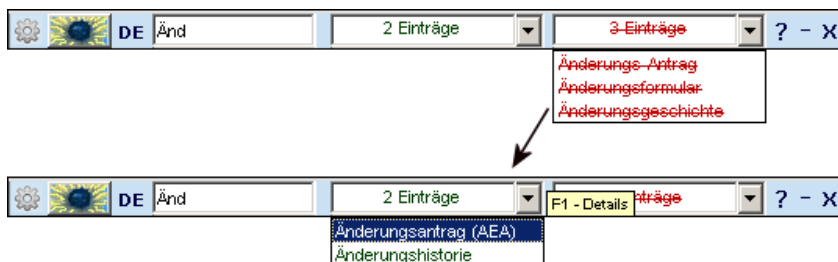 DE Änd 2 Einträge 3 Einträge ? - X
Änderungs-Antrag
Änderungsformular
Änderungsgeschichte
DE Änd 2 Einträge F1 - Details nträge ? - X
Änderungsantrag (AEA)
Änderungshistorie